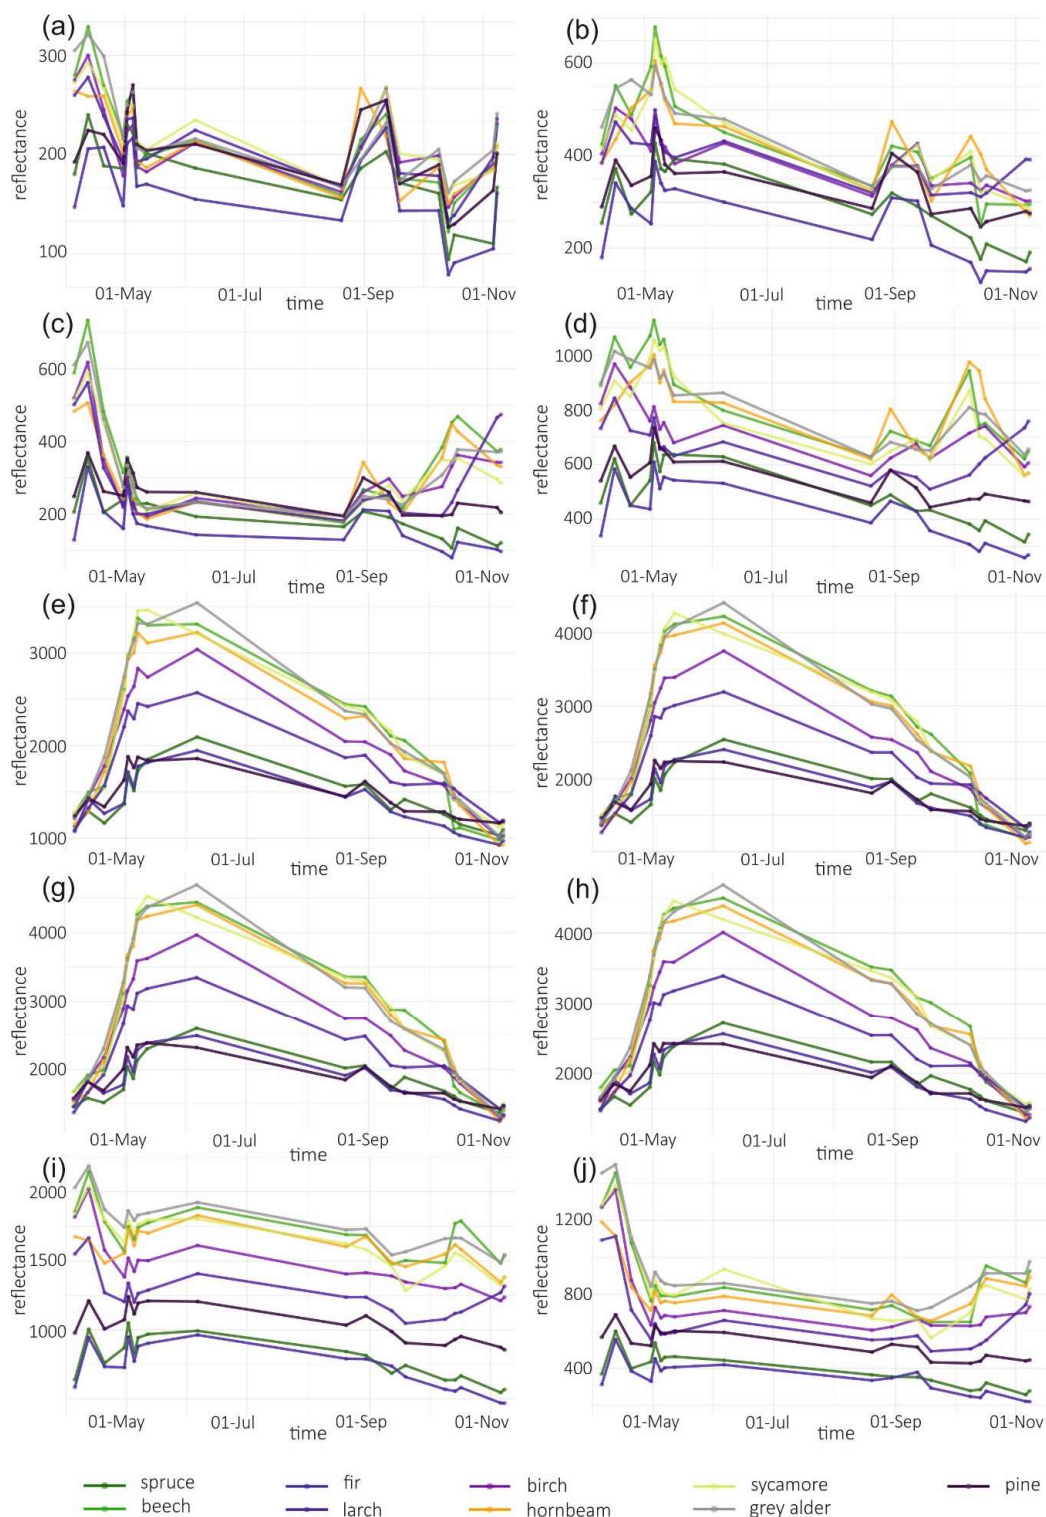 (a) (b)
300 600
200 400
100 200
reflectance reflectance
01-May 01-Jul 01-Sep 01-Nov 01-May 01-Jul 01-Sep 01-Nov
time time
(c) (d)
600 1000
400 800
200 600
400
reflectance reflectance
01-May 01-Jul 01-Sep 01-Nov 01-May 01-Jul 01-Sep 01-Nov
time time
(e) (f)
3000 4000
2000 3000
1000 2000
reflectance reflectance
01-May 01-Jul 01-Sep 01-Nov 01-May 01-Jul 01-Sep 01-Nov
time time
(g) (h)
4000 4000
3000 3000
2000 2000
reflectance reflectance
01-May 01-Jul 01-Sep 01-Nov 01-May 01-Jul 01-Sep 01-Nov
time time
(i) (j)
2000 1200
1500 800
1000 400
reflectance reflectance
01-May 01-Jul 01-Sep 01-Nov 01-May 01-Jul 01-Sep 01-Nov
time time
spruce fir birch sycamore pine
beech larch hornbeam grey alder